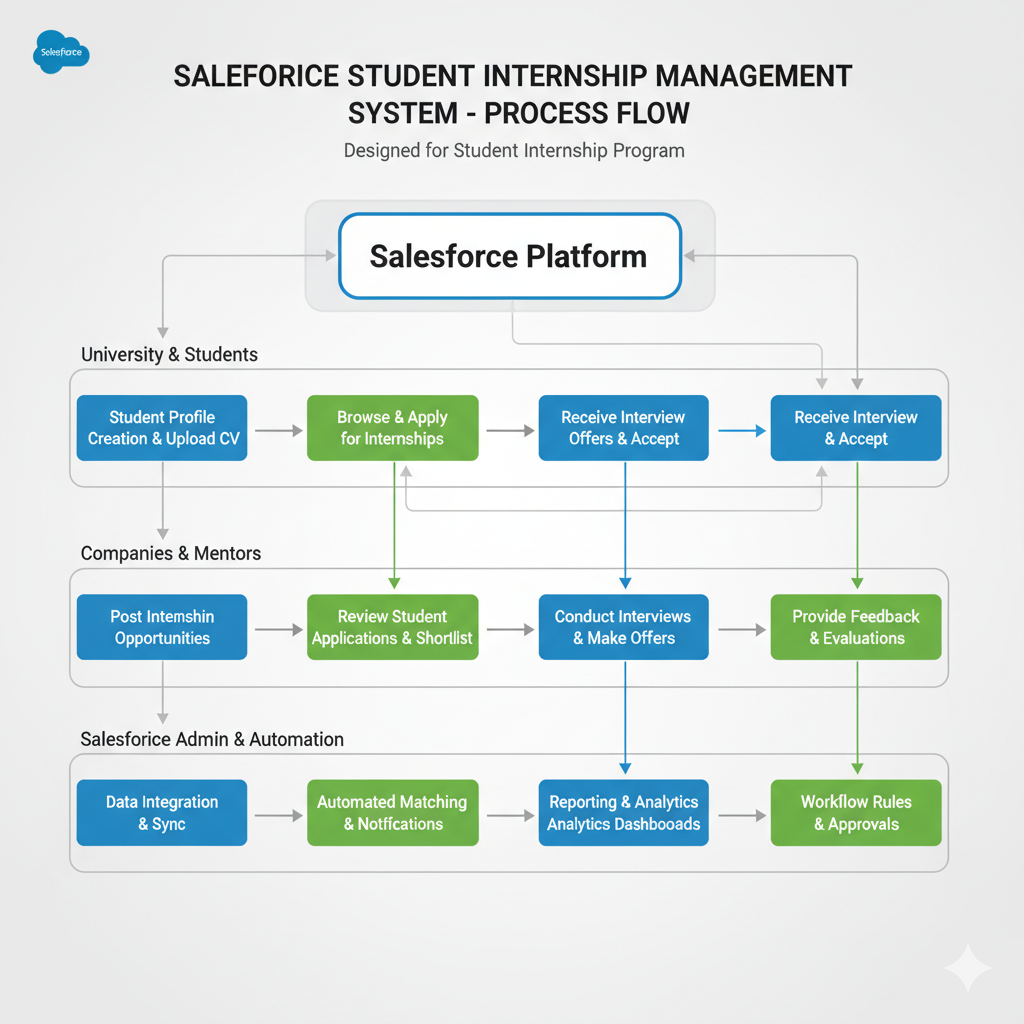 Salesforce
SALEFORICE STUDENT INTERNSHIP MANAGEMENT
SYSTEM - PROCESS FLOW
Designed for Student Internship Program
Salesforce Platform
University & Students
Student Profile
Creation & Upload CV
Browse & Apply
for Internships
Receive Interview
Offers & Accept
Receive Interview
& Accept
Companies & Mentors
Post Intemshin
Opportunities
Review Student
Applications & Shortlist
Conduct Interviews
& Make Offers
Provide Feedback
& Evaluations
Salesforice Admin & Automation
Data Integration
& Sync
Automated Matching
& Notfications
Reporting & Analytics
Analytics Dashbooads
Workflow Rules
& Approvals